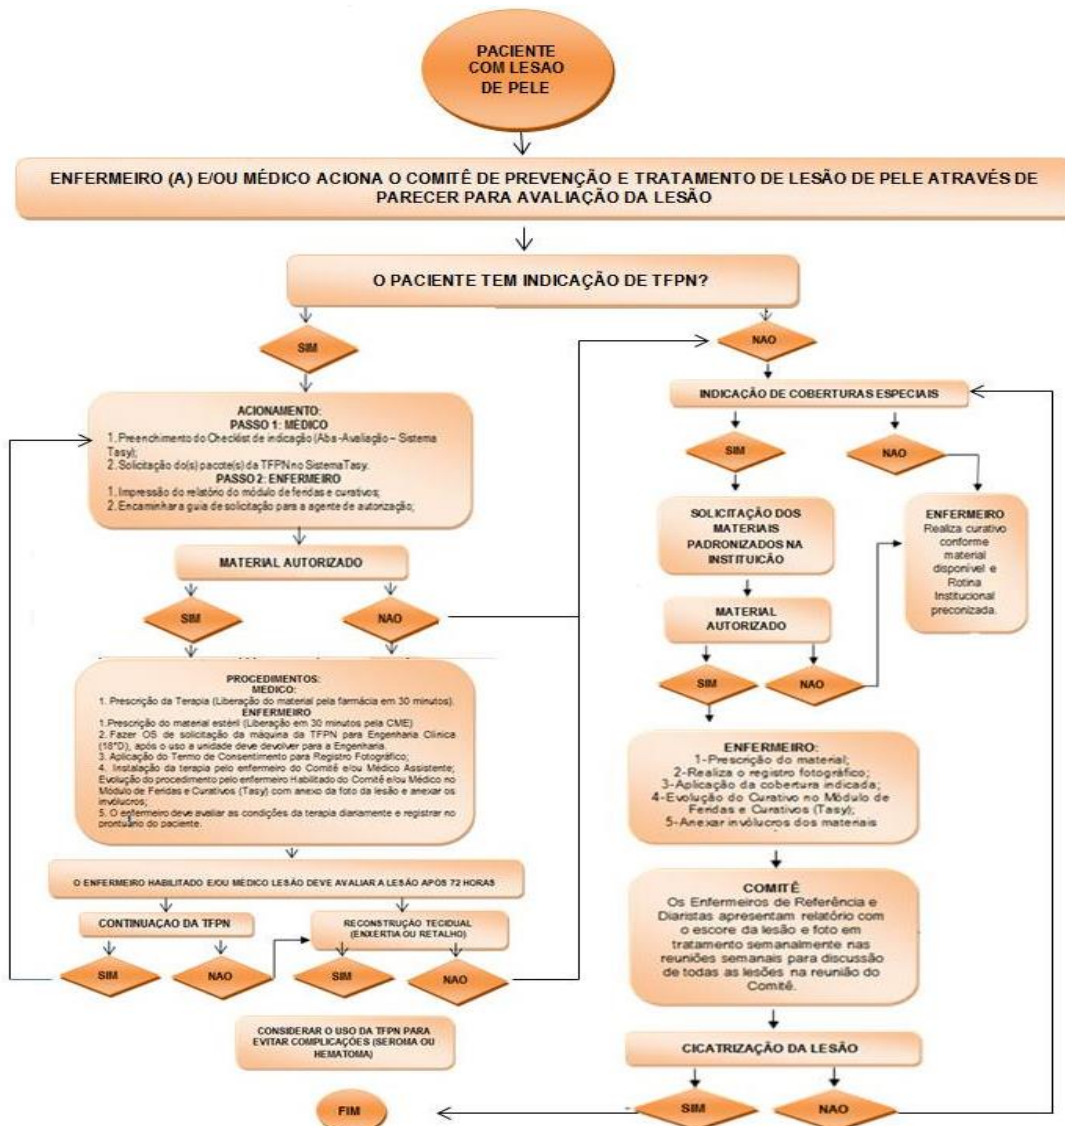 PACIENTE
COM LESAO
DE PELE
ENFERMEIRO (A) E/OU MÉDICO ACIONA O COMITÊ DE PREVENÇÃO E TRATAMENTO DE LESÃO DE PELE ATRAVÉS DE
PARECER PARA AVALIAÇÃO DA LESÃO
O PACIENTE TEM INDICAÇÃO DE TFPN?
SIM
ACIONAMENTO:
PASSO 1: MÉDICO
1. Preenchimento do Checklist de indicação (Aba -Avaliação – Sistema
Tasy);
2. Solicitação do(s) pacote(s) da TFPN no SistemaTasy.
PASSO 2: ENFERMEIRO
1. Impressão do relatório do módulo de feridas e curativos;
2. Encaminhar a guia de solicitação para a agente de autorização;
MATERIAL AUTORIZADO
SIM
NAO
PROCEDIMENTOS:
MEDICO:
1. Prescrição da Terapia (Liberação do material pela farmácia em 30 minutos).
ENFERMEIRO
1.Prescrição do material estéril (Liberação em 30 minutos pela CME)
2. Fazer OS de solicitação da máquina da TFPN para Engenharia Clínica
(18°D), após o uso a unidade deve devolver para a Engenharia.
3. Aplicação do Termo de Consentimento para Registro Fotográfico;
4. Instalação da terapia pelo enfermeiro do Comitê e/ou Médico Assistente;
Evolução do procedimento pelo enfermeiro Habilitado do Comitê e/ou Médico no
Módulo de Feridas e Curativos (Tasy) com anexo da foto da lesão e anexar os
invólucros;
5. O enfermeiro deve avaliar as condições da terapia diariamente e registrar no
prontuário do paciente.
O ENFERMEIRO HABILITADO E/OU MÉDICO LESÃO DEVE AVALIAR A LESÃO APÓS 72 HORAS
CONTINUAÇAO DA TFPN
SIM
NAO
RECONSTRUÇÃO TECIDUAL
(ENXERTIA OU RETALHO)
SIM
NAO
CONSIDERAR O USO DA TFPN PARA
EVITAR COMPLICAÇÕES (SEROMA OU
HEMATOMA)
NAO
INDICAÇÃO DE COBERTURAS ESPECIAIS
SIM
NAO
SOLICITAÇÃO DOS
MATERIAIS
PADRONIZADOS NA
INSTITUICÃO
ENFERMEIRO
Realiza curativo
conforme
material
disponível e
Rotina
Institucional
preconizada.
MATERIAL
AUTORIZADO
SIM
NAO
ENFERMEIRO:
1-Prescrição do material;
2-Realiza o registro fotográfico;
3-Aplicação da cobertura indicada;
4-Evolução do Curativo no Módulo de
Feridas e Curativos (Tasy);
5-Anexar invólucros dos materiais
COMITÊ
Os Enfermeiros de Referência e
Diaristas apresentam relatório com
o escore da lesão e foto em
tratamento semanalmente nas
reuniões semanais para discussão
de todas as lesões na reunião do
Comitê.
CICATRIZAÇÃO DA LESÃO
SIM
NAO
FIM